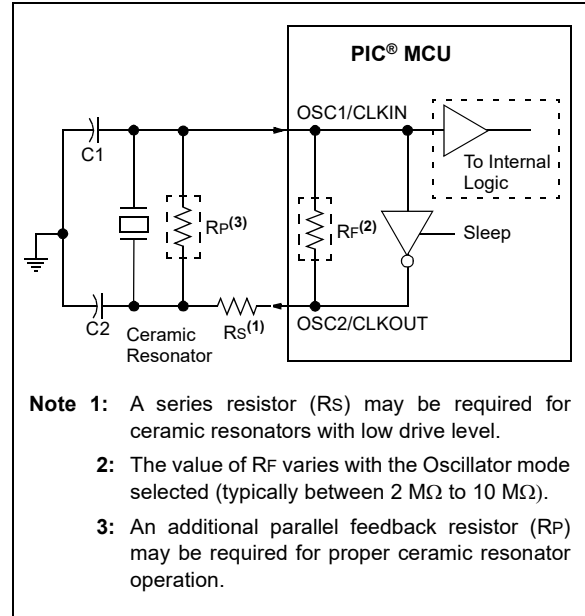 PIC® MCU
OSC1/CLKIN
C1
To Internal
Logic
RP(3)
RF(2)
Sleep
C2
Ceramic
Resonator
RS(1)
OSC2/CLKOUT
Note 1: A series resistor (RS) may be required for
ceramic resonators with low drive level.
2: The value of RF varies with the Oscillator mode
selected (typically between 2 MΩ to 10 MΩ).
3: An additional parallel feedback resistor (RP)
may be required for proper ceramic resonator
operation.